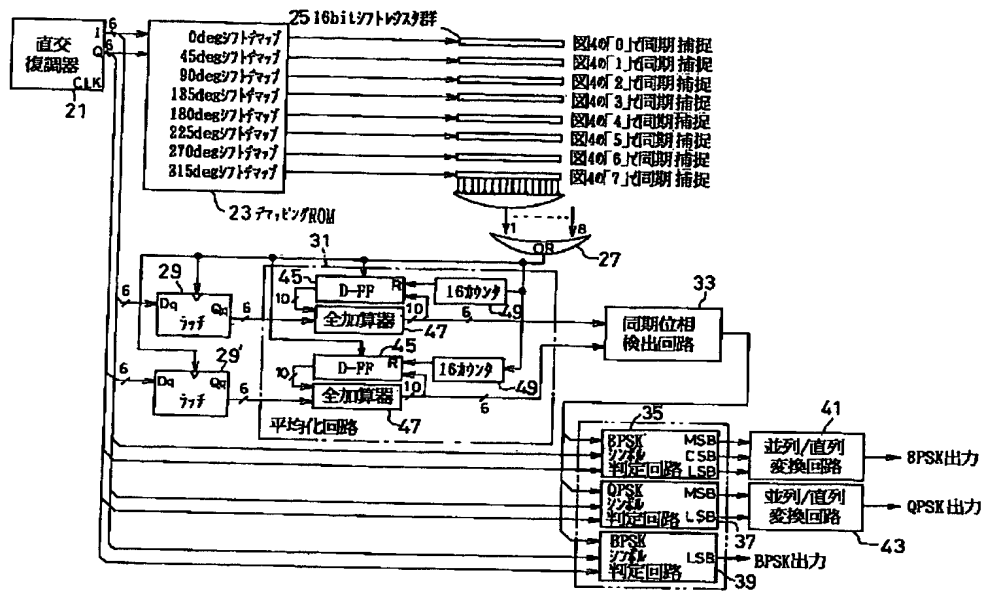 25 16bitシフトレジスタ群
直交
復調器
I
Q
CLK
21
6
6
0degシフトデマップ
45degシフトデマップ
90degシフトデマップ
135degシフトデマップ
180degシフトデマップ
225degシフトデマップ
270degシフトデマップ
315degシフトデマップ
23 デマッピングROM
図4の「0」で同期捕捉
図4の「1」で同期捕捉
図4の「2」で同期捕捉
図4の「3」で同期捕捉
図4の「4」で同期捕捉
図4の「5」で同期捕捉
図4の「6」で同期捕捉
図4の「7」で同期捕捉
1
8
OR
27
31
29
6
Dq
Qq
ラッチ
6
45
D-FF
R
10
全加算器
10
47
16カウンタ
49
6
33
同期位相
検出回路
29'
6
Dq
Qq
ラッチ
6
45
D-FF
R
10
全加算器
10
47
16カウンタ
49
6
平均化回路
35
8PSK
シンボル
判定回路
MSB
CSB
LSB
41
並列/直列
変換回路
8PSK出力
QPSK
シンボル
判定回路
MSB
LSB
37
並列/直列
変換回路
43
QPSK出力
BPSK
シンボル
判定回路
LSB
39
BPSK出力